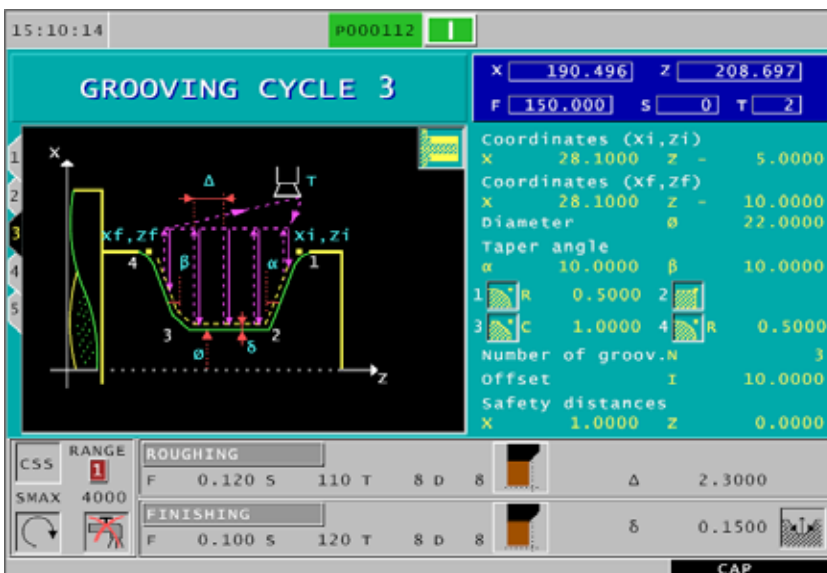 15:10:14 P000112
GROOVING CYCLE 3
X 190.496 Z 208.697
F 150.000 S 0 T 2
1
2
3
4
5
X
Δ
T
xf,zf
xi,zi
4
β
α
1
3
2
ø
δ
Z
Coordinates (xi,zi)
X 28.1000 Z - 5.0000
Coordinates (xf,zf)
X 28.1000 Z - 10.0000
Diameter ø 22.0000
Taper angle
α 10.0000 β 10.0000
1 R 0.5000 2
3 C 1.0000 4 R 0.5000
Number of groov.N 3
Offset I 10.0000
Safety distances
X 1.0000 Z 0.0000
CSS RANGE
1
SMAX 4000
ROUGHING
F 0.120 S 110 T 8 D 8 Δ 2.3000
FINISHING
F 0.100 S 120 T 8 D 8 δ 0.1500
CAP